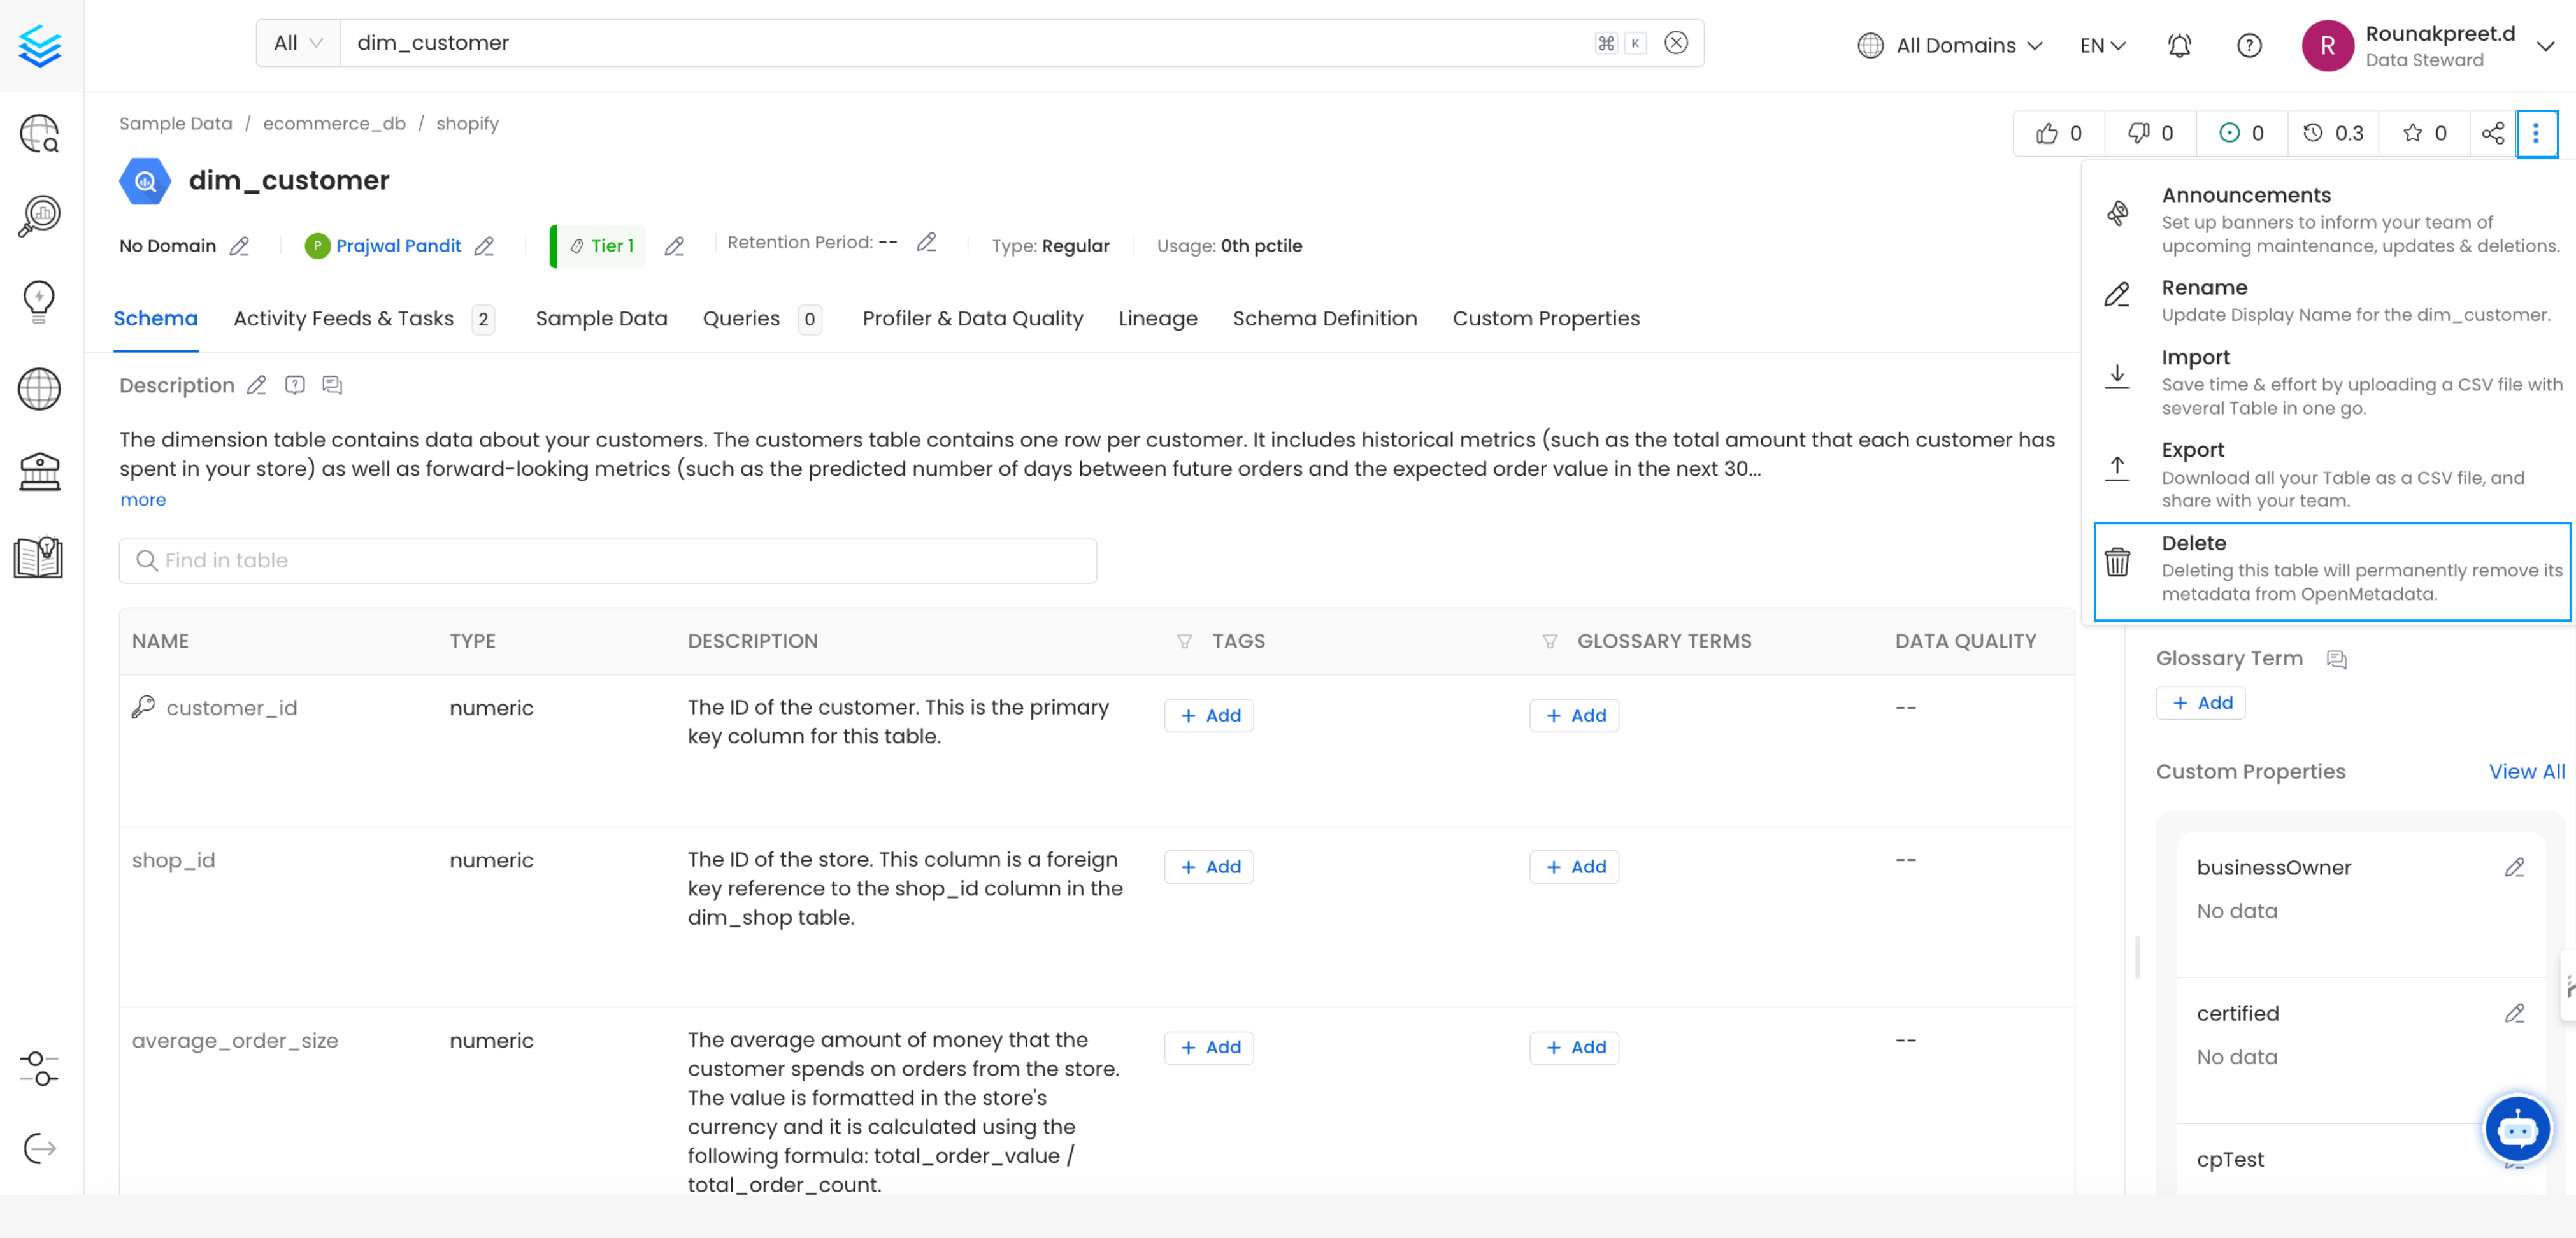 All dim_customer ⌘ K All Domains EN R Rounakpreet.d
Data Steward
Sample Data / ecommerce_db / shopify
0 0 0 0.3 0
dim_customer
No Domain P Prajwal Pandit Tier 1 Retention Period: -- Type: Regular Usage: 0th pctile
Announcements
Set up banners to inform your team of
upcoming maintenance, updates & deletions.
Rename
Update Display Name for the dim_customer.
Import
Save time & effort by uploading a CSV file with
several Table in one go.
Export
Download all your Table as a CSV file, and
share with your team.
Delete
Deleting this table will permanently remove its
metadata from OpenMetadata.
Schema Activity Feeds & Tasks 2 Sample Data Queries 0 Profiler & Data Quality Lineage Schema Definition Custom Properties
Description
The dimension table contains data about your customers. The customers table contains one row per customer. It includes historical metrics (such as the total amount that each customer has
spent in your store) as well as forward-looking metrics (such as the predicted number of days between future orders and the expected order value in the next 30...
more
Find in table
NAME TYPE DESCRIPTION TAGS GLOSSARY TERMS DATA QUALITY
customer_id numeric The ID of the customer. This is the primary + Add + Add --
key column for this table.
shop_id numeric The ID of the store. This column is a foreign + Add + Add --
key reference to the shop_id column in the
dim_shop table.
average_order_size numeric The average amount of money that the + Add + Add --
customer spends on orders from the store.
The value is formatted in the store's
currency and it is calculated using the
following formula: total_order_value /
total_order_count.
Glossary Term
+ Add
Custom Properties View All
businessOwner
No data
certified
No data
cpTest